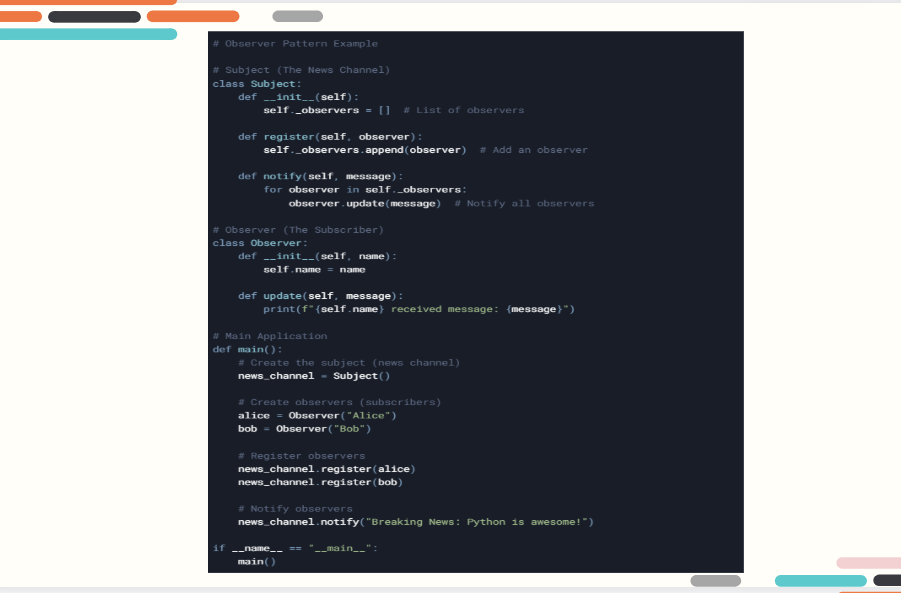 # Observer Pattern Example
# Subject (The News Channel)
class Subject:
    def __init__(self):
        self._observers = []  # List of observers
    def register(self, observer):
        self._observers.append(observer)  # Add an observer
    def notify(self, message):
        for observer in self._observers:
            observer.update(message)  # Notify all observers
# Observer (The Subscriber)
class Observer:
    def __init__(self, name):
        self.name = name
    def update(self, message):
        print(f"{self.name} received message: {message}")
# Main Application
def main():
    # Create the subject (news channel)
    news_channel = Subject()
    # Create observers (subscribers)
    alice = Observer("Alice")
    bob = Observer("Bob")
    # Register observers
    news_channel.register(alice)
    news_channel.register(bob)
    # Notify observers
    news_channel.notify("Breaking News: Python is awesome!")
if __name__ == "__main__":
    main()